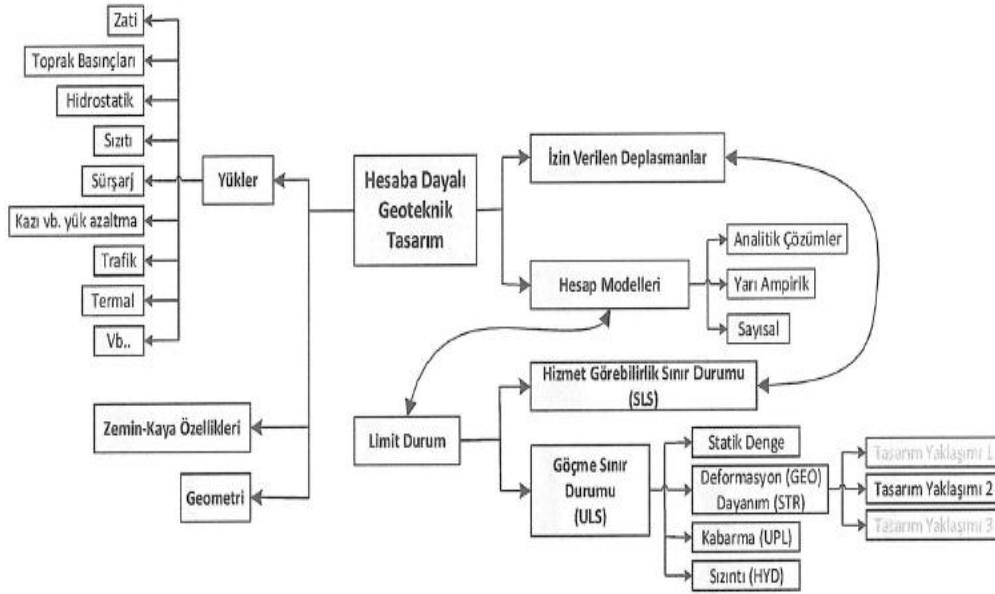 Zati
Toprak Basınçları
Hidrostatik
Sızıtı
Sürşarj
Kazı vb. yük azaltma
Trafik
Termal
Vb..
Yükler
Zemin-Kaya Özellikleri
Geometri
Hesaba Dayalı
Geoteknik
Tasarım
İzin Verilen Deplasmanlar
Hesap Modelleri
Analitik Çözümler
Yarı Ampirik
Sayısal
Limit Durum
Hizmet Görebilirlik Sınır Durumu
(SLS)
Göçme Sınır
Durumu
(ULS)
Statik Denge
Deformasyon (GEO)
Dayanım (STR)
Kabarma (UPL)
Sızıntı (HYD)
Tasarım Yaklaşımı 1
Tasarım Yaklaşımı 2
Tasarım Yaklaşımı 3